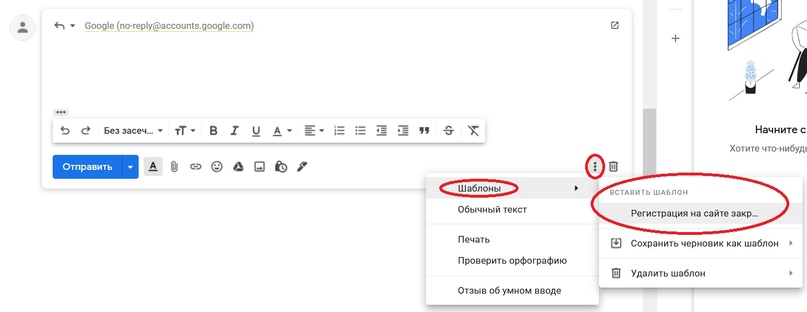 Google (no-reply@accounts.google.com)
Без засеч...
Отправить
Шаблоны
Обычный текст
Печать
Проверить орфографию
Отзыв об умном вводе
ВСТАВИТЬ ШАБЛОН
Регистрация на сайте закр...
Сохранить черновик как шаблон
Удалить шаблон
Начните с
Хотите что-нибудь